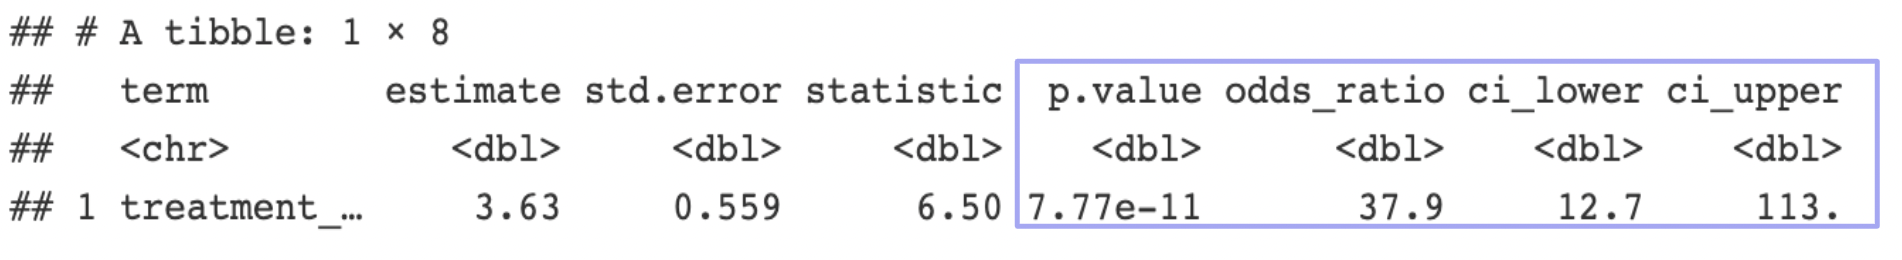 ## # A tibble: 1 × 8
##   term        estimate std.error statistic  p.value odds_ratio ci_lower ci_upper
##   <chr>          <dbl>     <dbl>     <dbl>    <dbl>      <dbl>    <dbl>    <dbl>
## 1 treatment_…     3.63     0.559      6.50 7.77e-11       37.9     12.7     113.